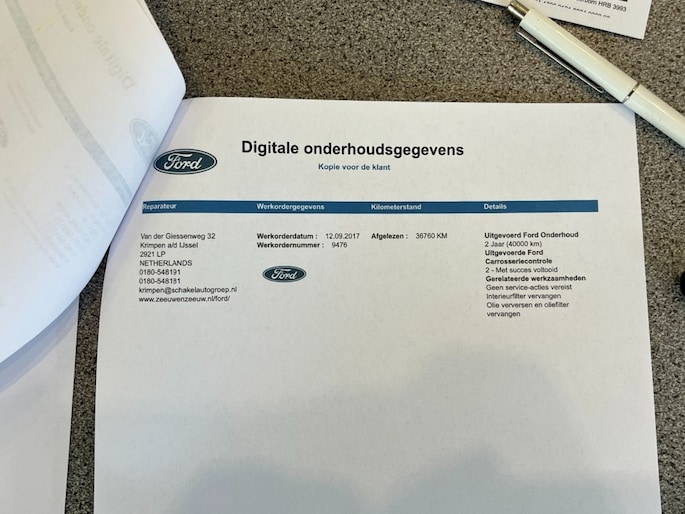 HRB 3993
Digitale onderhoudsgegevens
Kopie voor de klant
Ford
Reparateur Werkordergegevens Kilometerstand Details
Van der Giessenweg 32
Krimpen a/d IJssel
2921 LP
NETHERLANDS
0180-548191
0180-548181
krimpen@schakelautogroep.nl
www.zeeuwenzeeuw.nl/ford/
Werkorderdatum : 12.09.2017
Werkordernummer : 9476
Ford
Afgelezen : 36760 KM
Uitgevoerd Ford Onderhoud
2 Jaar (40000 km)
Uitgevoerde Ford
Carrosseriecontrole
2 - Met succes voltooid
Gerelateerde werkzaamheden
Geen service-acties vereist
Interieurfilter vervangen
Olie verversen en oliefilter
vervangen